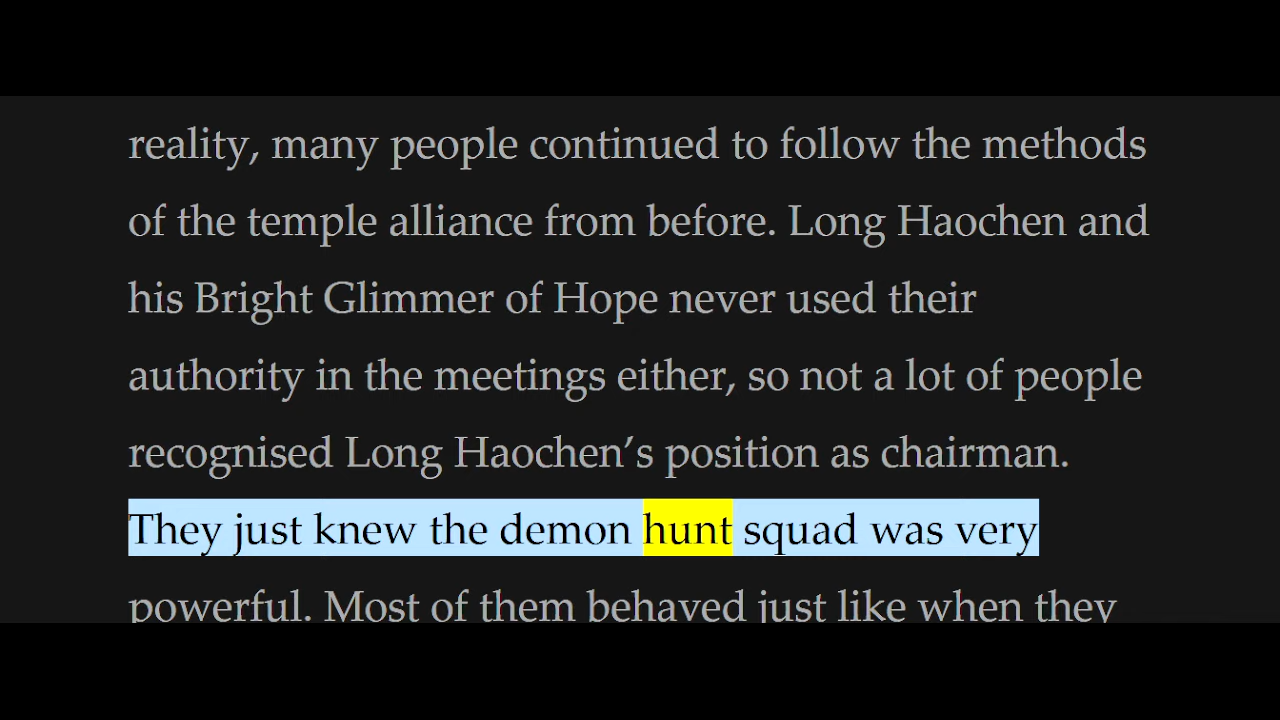 reality, many people continued to follow the methods
of the temple alliance from before. Long Haochen and
his Bright Glimmer of Hope never used their
authority in the meetings either, so not a lot of people
recognised Long Haochen’s position as chairman.
They just knew the demon hunt squad was very
powerful. Most of them behaved just like when they